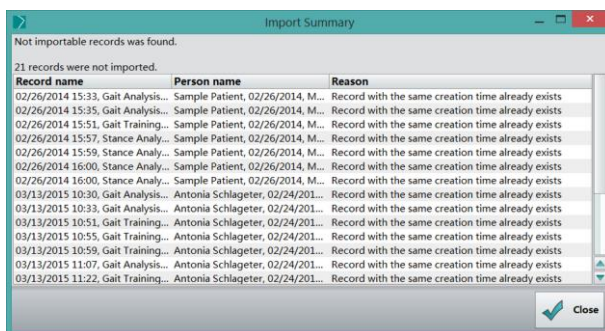 Import Summary
Not importable records was found.
21 records were not imported.
Record name Person name Reason
02/26/2014 15:33, Gait Analysis... Sample Patient, 02/26/2014, M... Record with the same creation time already exists
02/26/2014 15:35, Gait Analysis... Sample Patient, 02/26/2014, M... Record with the same creation time already exists
02/26/2014 15:51, Gait Training... Sample Patient, 02/26/2014, M... Record with the same creation time already exists
02/26/2014 15:57, Stance Analy... Sample Patient, 02/26/2014, M... Record with the same creation time already exists
02/26/2014 15:59, Stance Analy... Sample Patient, 02/26/2014, M... Record with the same creation time already exists
02/26/2014 16:00, Stance Analy... Sample Patient, 02/26/2014, M... Record with the same creation time already exists
02/26/2014 16:00, Stance Analy... Sample Patient, 02/26/2014, M... Record with the same creation time already exists
03/13/2015 10:30, Gait Analysis... Antonia Schlageter, 02/24/201... Record with the same creation time already exists
03/13/2015 10:33, Gait Analysis... Antonia Schlageter, 02/24/201... Record with the same creation time already exists
03/13/2015 10:51, Gait Training... Antonia Schlageter, 02/24/201... Record with the same creation time already exists
03/13/2015 10:55, Gait Training... Antonia Schlageter, 02/24/201... Record with the same creation time already exists
03/13/2015 10:59, Gait Training... Antonia Schlageter, 02/24/201... Record with the same creation time already exists
03/13/2015 11:07, Gait Analysis... Antonia Schlageter, 02/24/201... Record with the same creation time already exists
03/13/2015 11:22, Gait Training... Antonia Schlageter, 02/24/201... Record with the same creation time already exists
Close